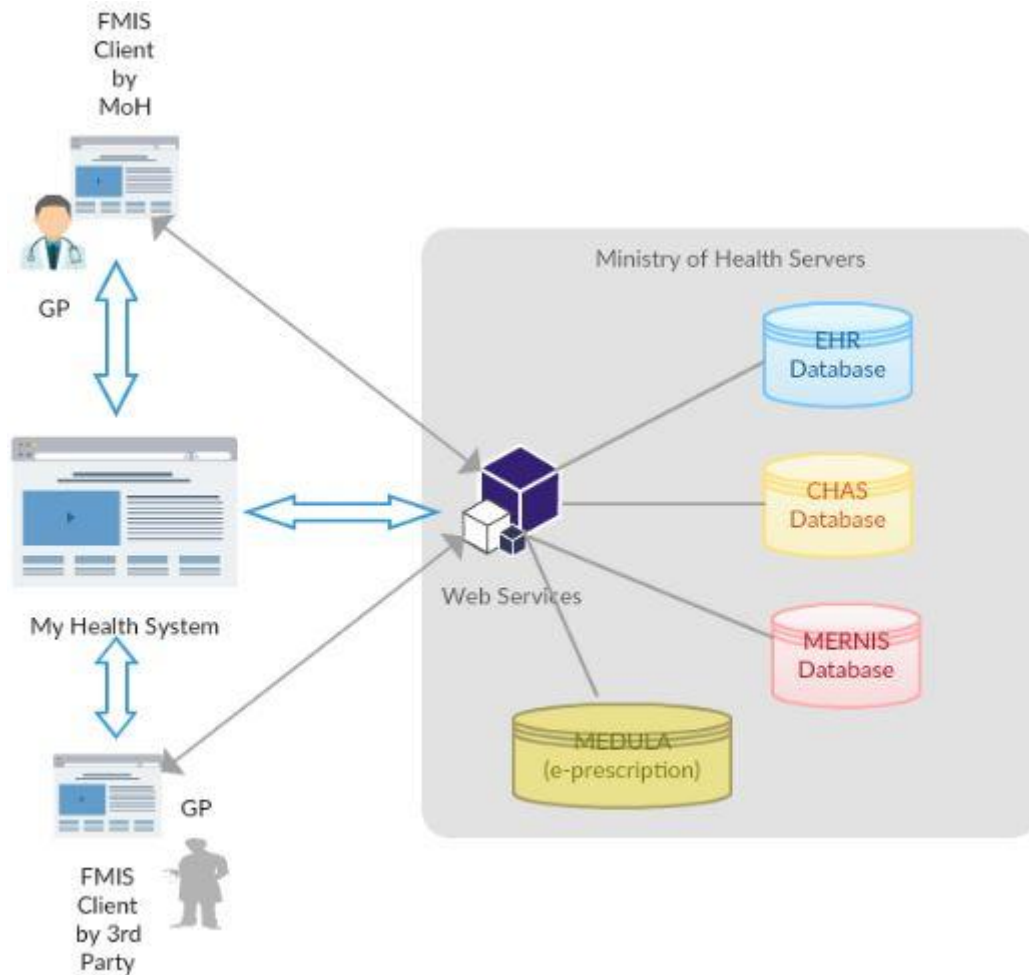 FMIS
Client
by
MoH
GP
My Health System
GP
FMIS
Client
by 3rd
Party
Ministry of Health Servers
Web Services
EHR
Database
CHAS
Database
MERNIS
Database
MEDULA
(e-prescription)